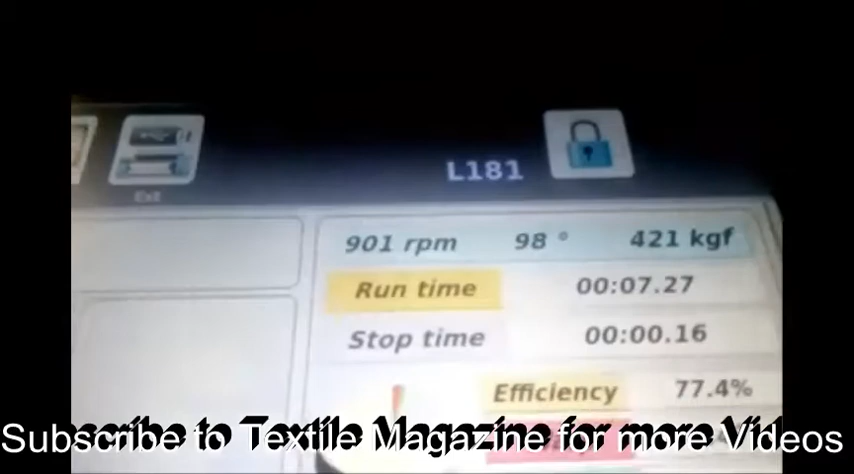 Exit
L181
901 rpm 98 ° 421 kgf
Run time 00:07.27
Stop time 00:00.16
Efficiency 77.4%
Subscribe to Textile Magazine for more Videos